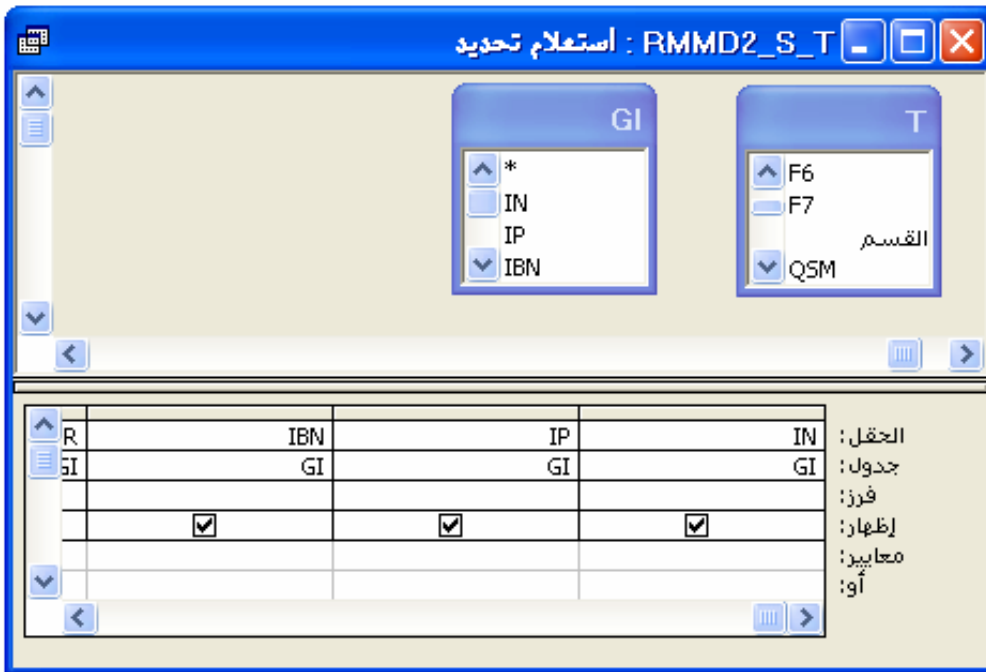 RMMD2_S_T : استعلام تحديد
T
F6
F7
القسم
QSM
GI
*
IN
IP
IBN
الحقل: IN IP IBN R
جدول: GI GI GI GI
فرز:
إظهار:
معايير:
أو: